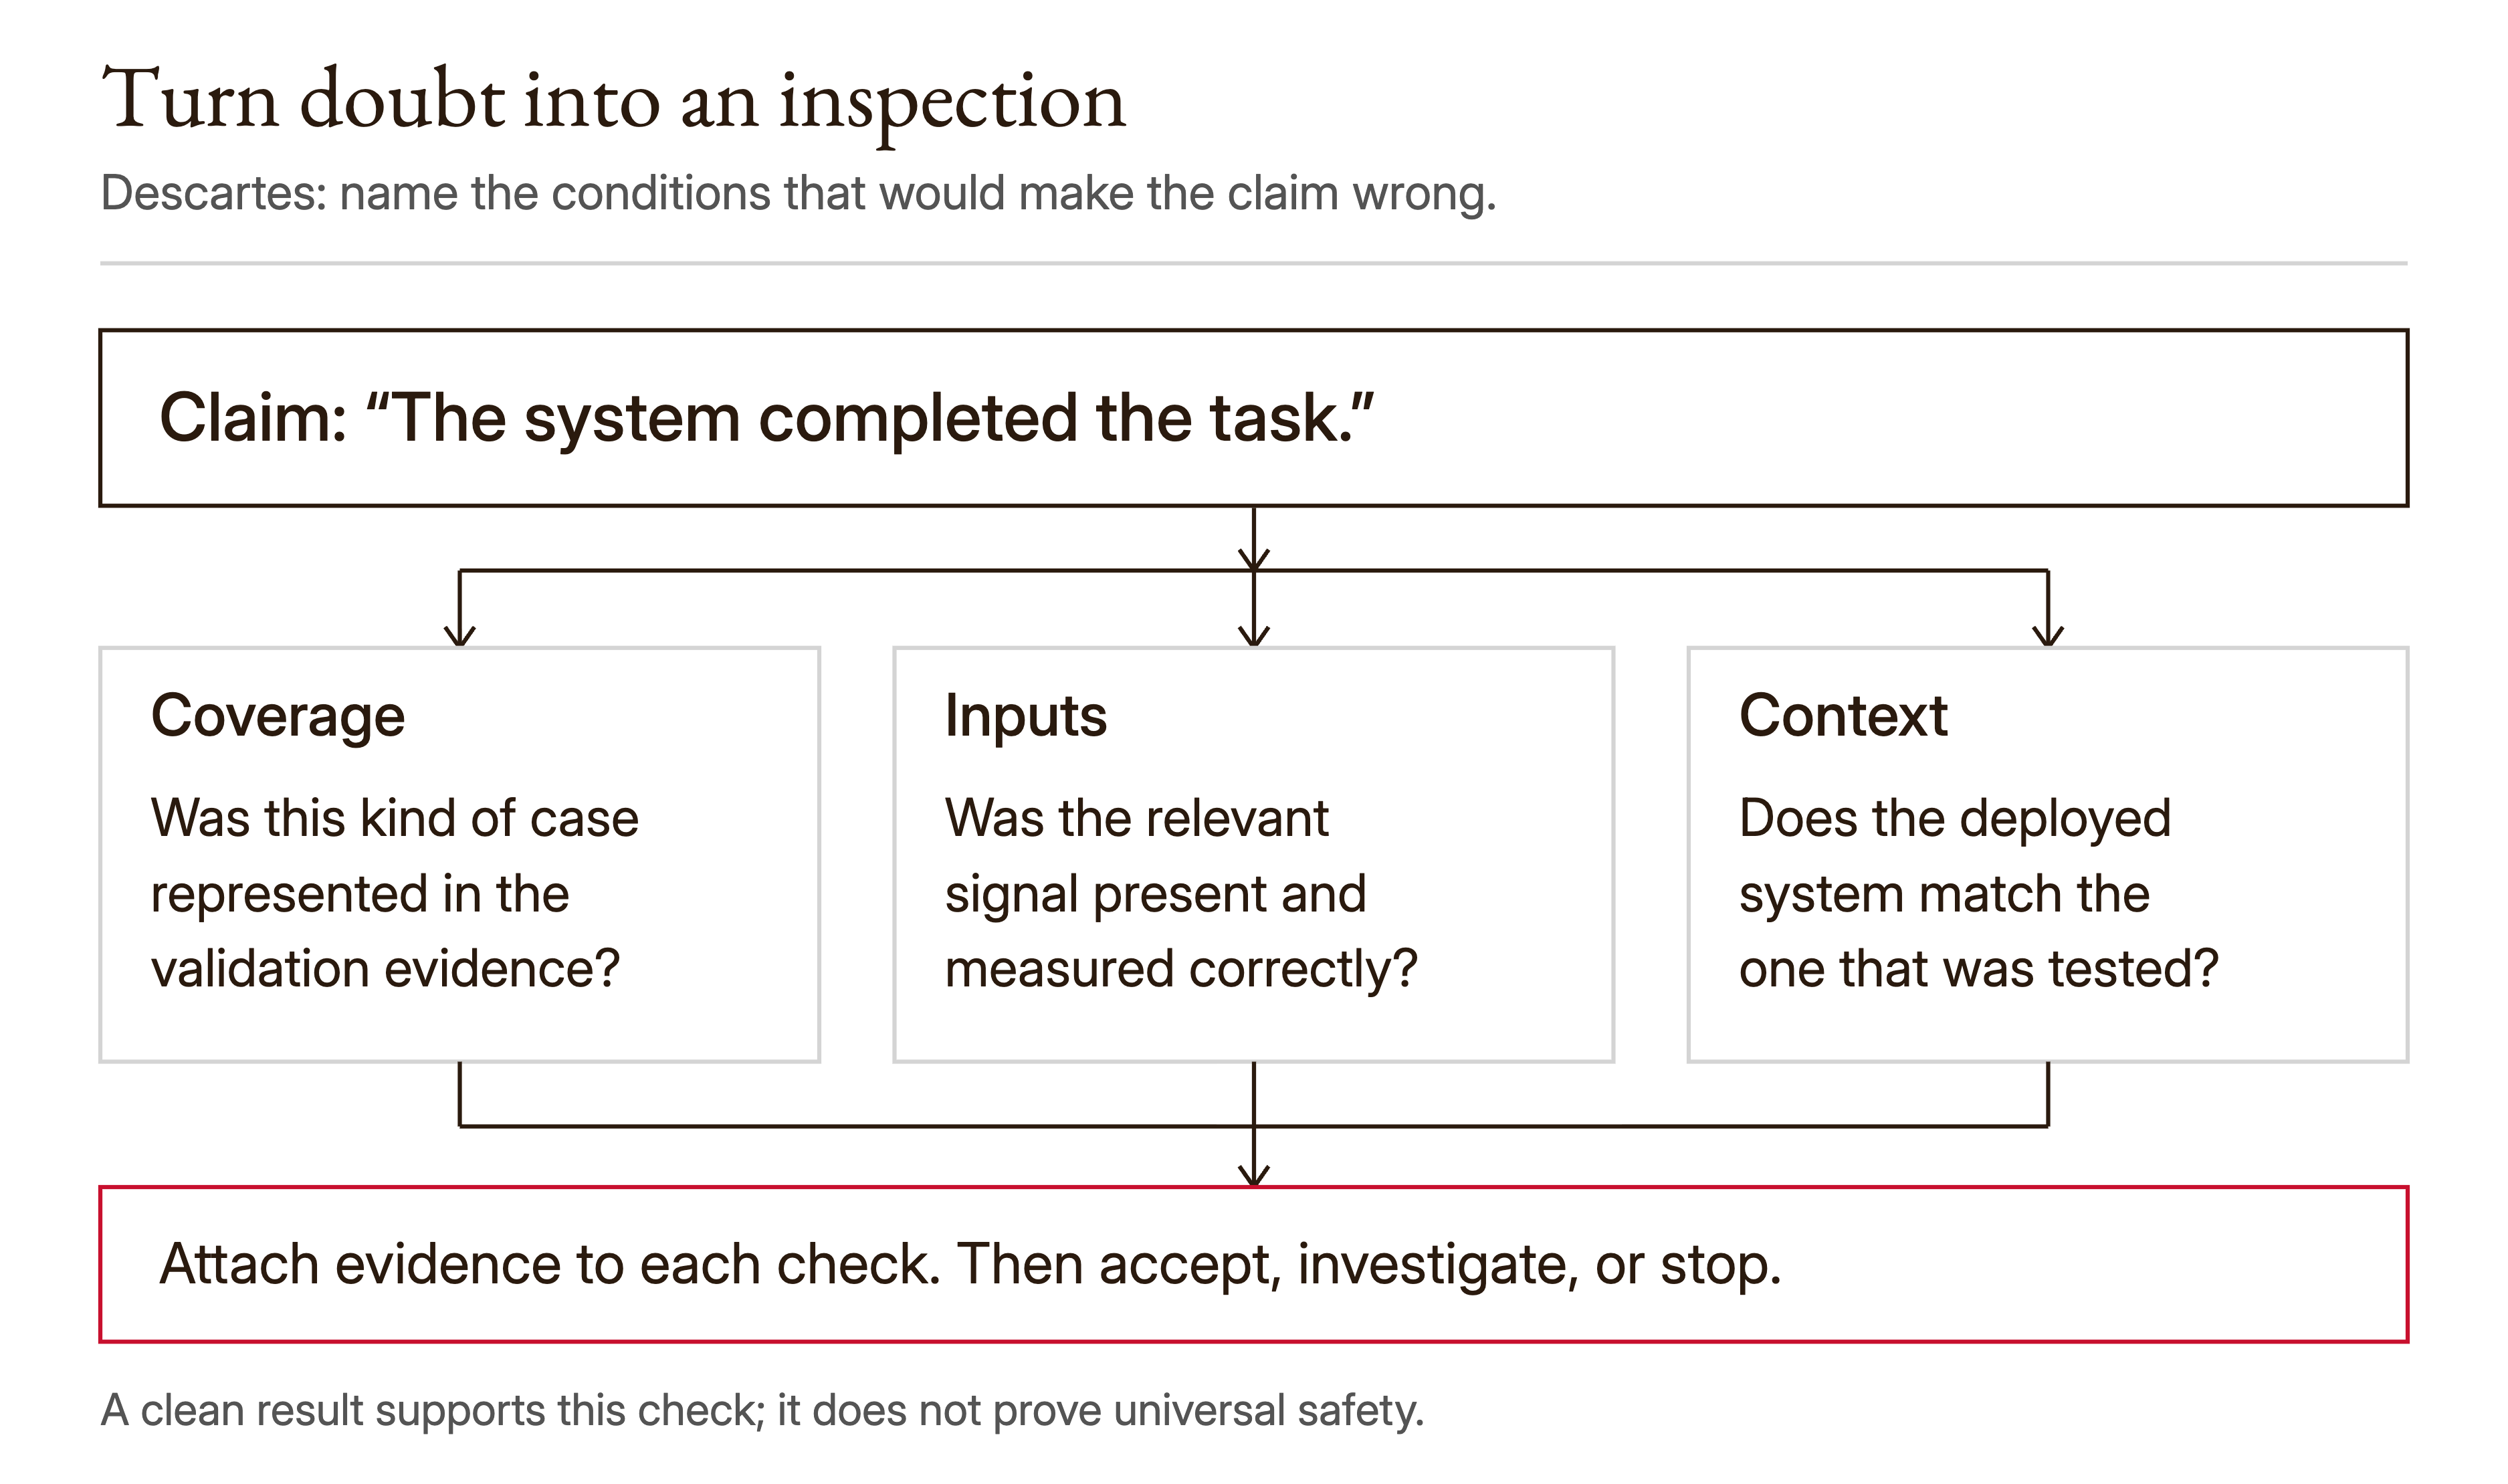 Turn doubt into an inspection
Descartes: name the conditions that would make the claim wrong.
Claim: “The system completed the task.”
Coverage
Was this kind of case
represented in the
validation evidence?
Inputs
Was the relevant
signal present and
measured correctly?
Context
Does the deployed
system match the
one that was tested?
Attach evidence to each check. Then accept, investigate, or stop.
A clean result supports this check; it does not prove universal safety.